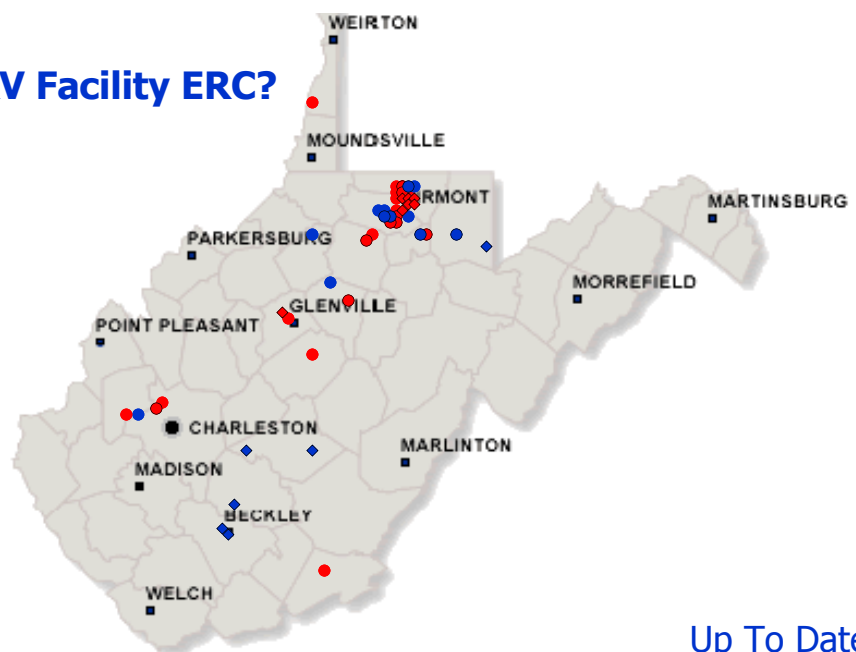 WEIRTON
V Facility ERC?
MOUNDSVILLE
RMONT
MARTINSBURG
PARKERSBURG
MORREFIELD
GLENVILLE
POINT PLEASANT
CHARLESTON
MARLINTON
MADISON
BECKLEY
WELCH
Up To Date